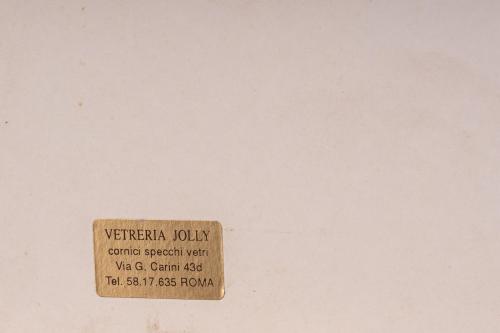 VETRERIA JOLLY
cornici specchi vetri
Via G. Carini 43d
Tel. 58.17.635 ROMA